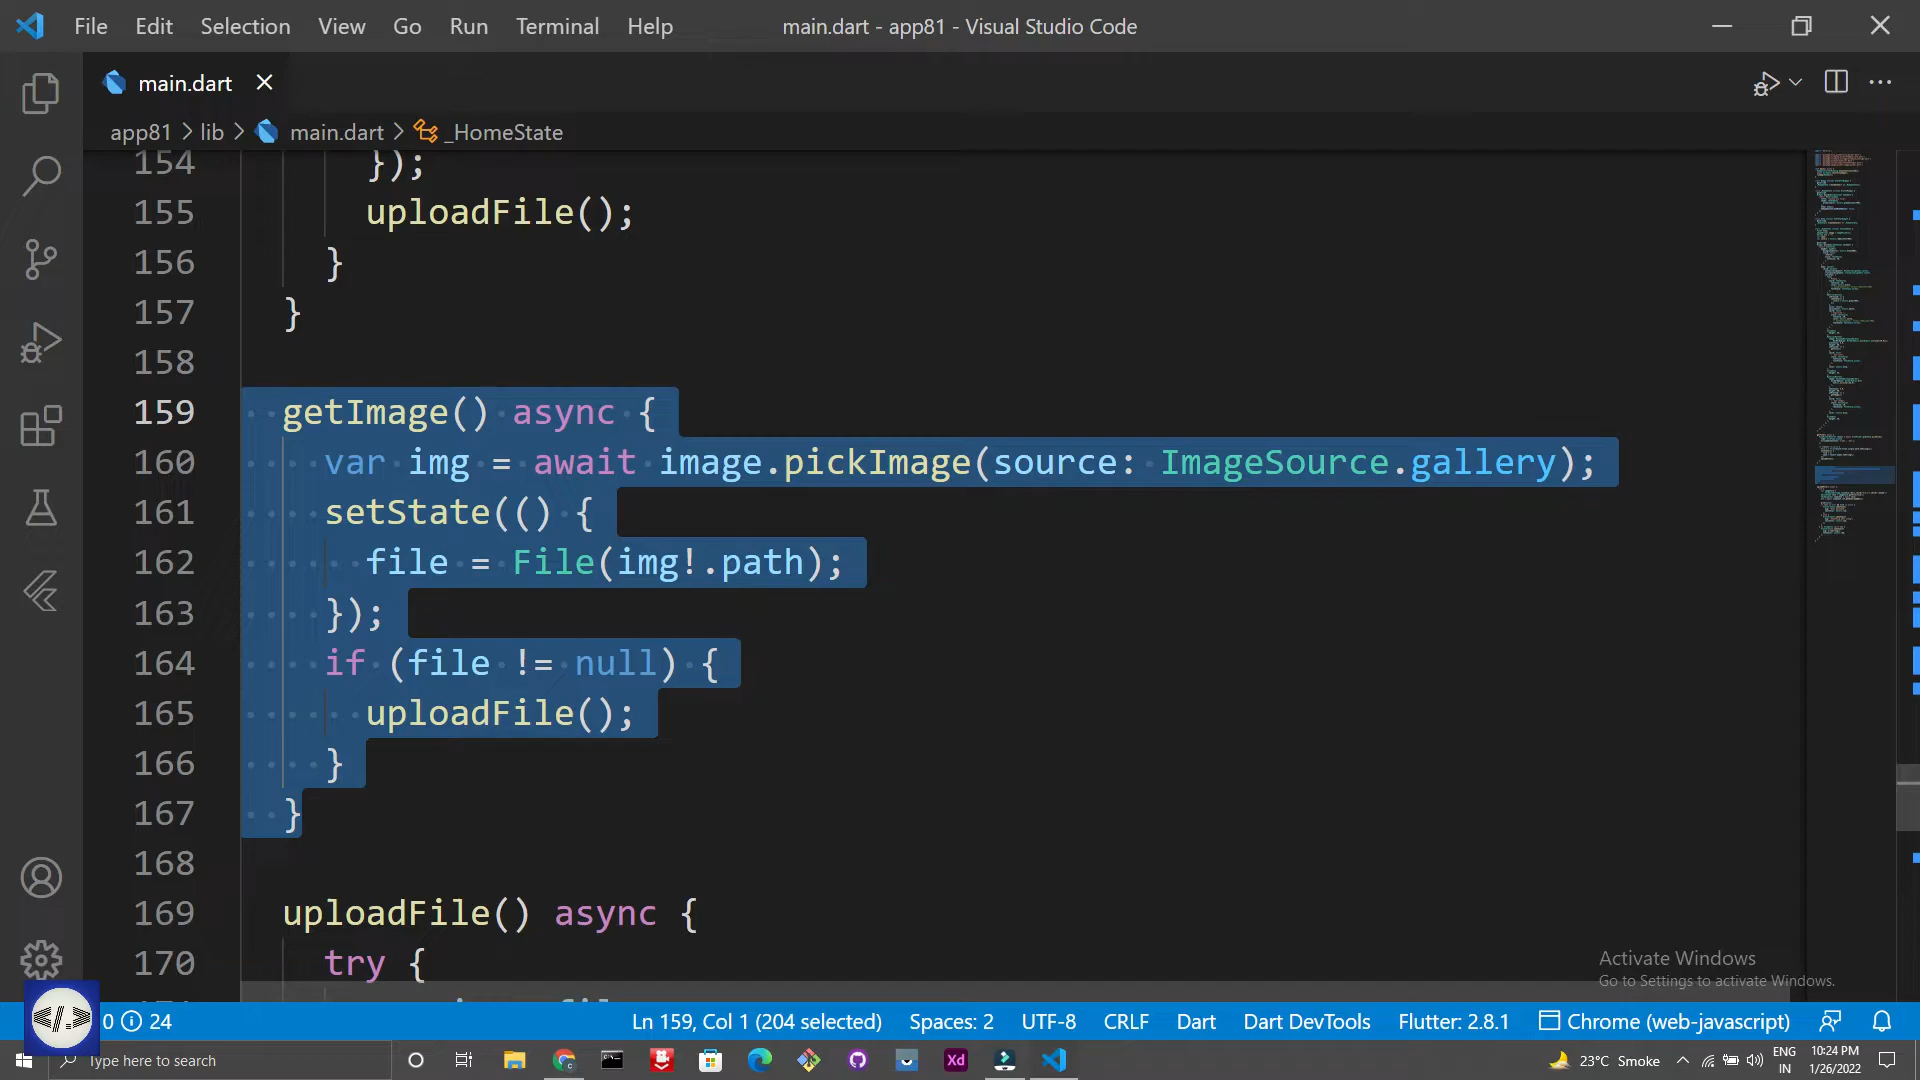 File Edit Selection View Go Run Terminal Help
main.dart - app81 - Visual Studio Code
main.dart
app81 > lib > main.dart > _HomeState
154 });
155 uploadFile();
156 }
157 }
158
159 getImage() async {
160 var img = await image.pickImage(source: ImageSource.gallery);
161 setState(() {
162 file = File(img!.path);
163 });
164 if (file != null) {
165 uploadFile();
166 }
167 }
168
169 uploadFile() async {
170 try {
Activate Windows
Go to Settings to activate Windows.
</.>
0 24 Ln 159, Col 1 (204 selected) Spaces: 2 UTF-8 CRLF Dart Dart DevTools Flutter: 2.8.1 Chrome (web-javascript)
Type here to search
Xd
23°C Smoke
ENG
IN
10:24 PM
1/26/2022